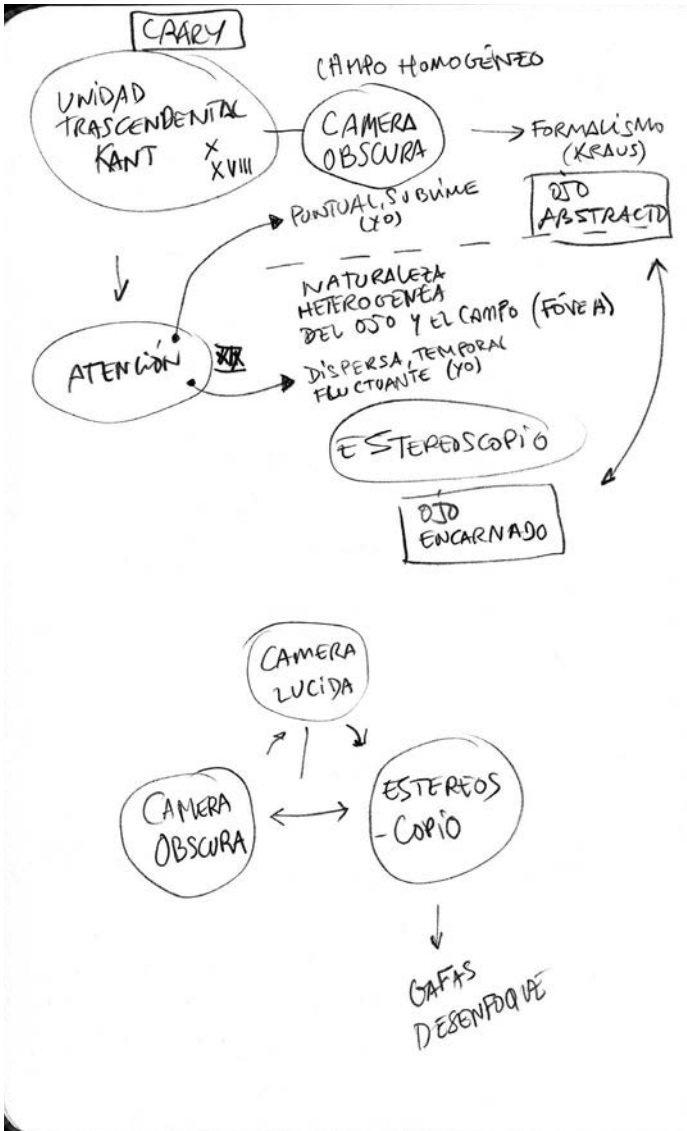 CRARY
UNIDAD
TRASCENDENTAL
KANT X
XVIII
CAMPO HOMOGÉNEO
CAMERA
OBSCURA
FORMALISMO
(KRAUS)
OJO
ABSTRACTO
PUNTUAL, SUBLIME
(YO)
NATURALEZA
HETEROGENEA
DEL OJO Y EL CAMPO (FÓVEA)
ATENCIÓN
XIX
DISPERSA, TEMPORAL
FLUCTUANTE (YO)
ESTEREOSCOPIO
OJO
ENCARNADO
CAMERA
LUCIDA
CAMERA
OBSCURA
ESTEREOS
-COPIO
GAFAS
DESENFOQUE